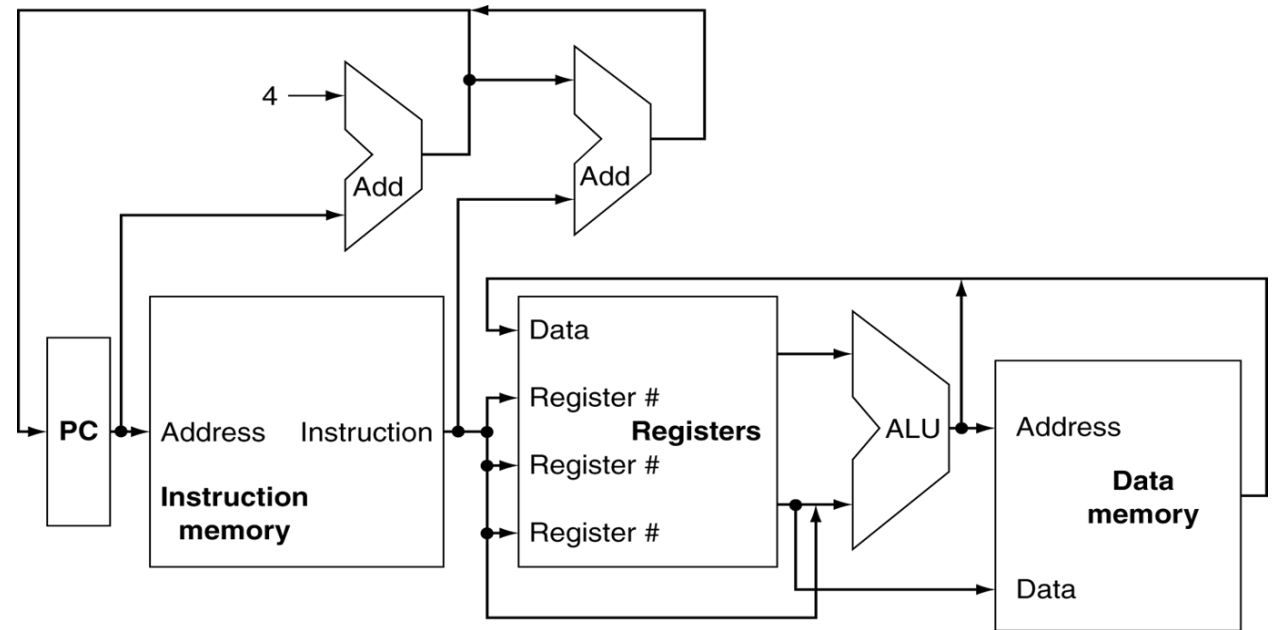 4
Add
Add
PC
Address
Instruction
Instruction
memory
Data
Register #
Registers
Register #
Register #
ALU
Address
Data
memory
Data